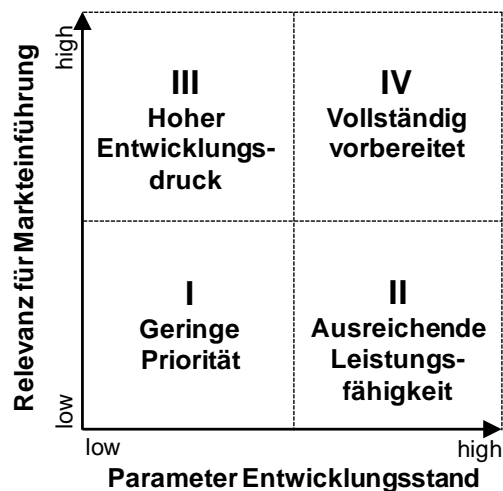 Relevanz für Markteinführung
high
low
III
Hoher
Entwicklungs-
druck
IV
Vollständig
vorbereitet
I
Geringe
Priorität
II
Ausreichende
Leistungs-
fähigkeit
low
high
Parameter Entwicklungsstand